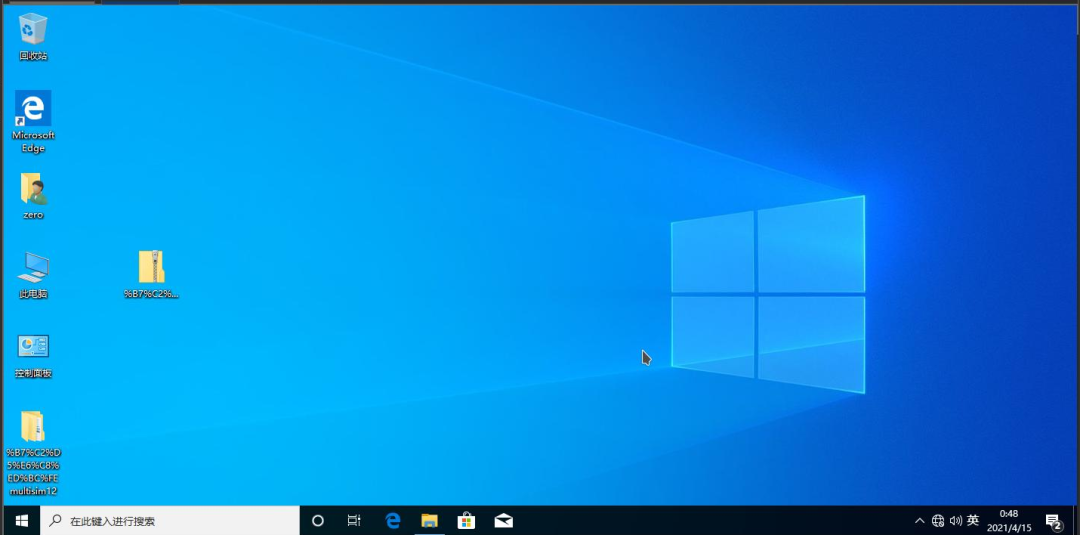 回收站
Microsoft
Edge
zero
此电脑
%B7%C2%...
控制面板
%B7%C2%D
5%E6%C8%
ED%BC%FE
multisim12
在此键入进行搜索
英
0:48
2021/4/15
2